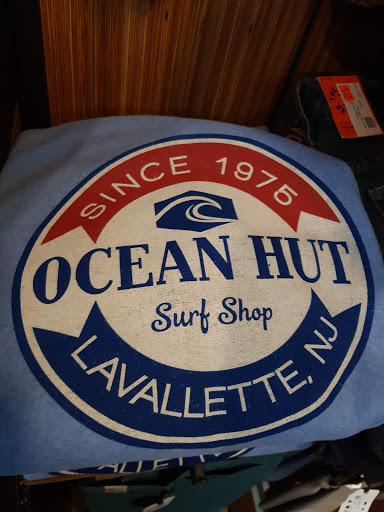 SINCE 1975
OCEAN HUT
Surf Shop
LAVALLETTE, NJ